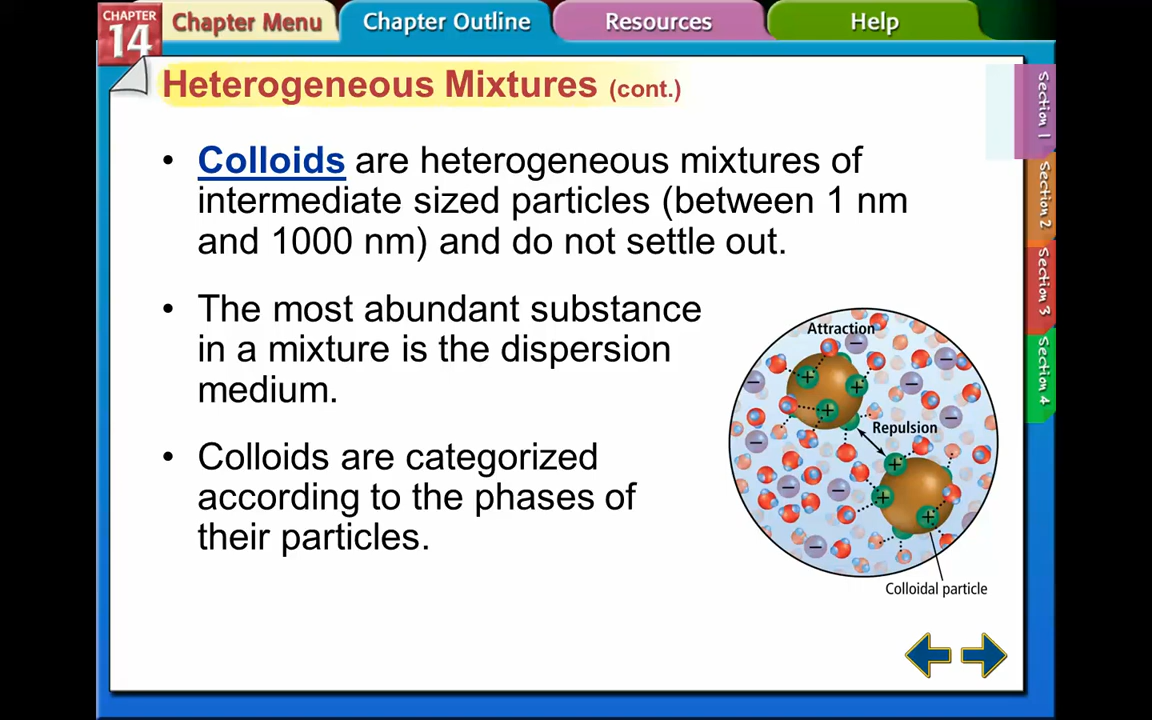 CHAPTER
14
Chapter Menu
Chapter Outline
Resources
Help
Heterogeneous Mixtures (cont.)
• Colloids are heterogeneous mixtures of
intermediate sized particles (between 1 nm
and 1000 nm) and do not settle out.
• The most abundant substance
in a mixture is the dispersion
medium.
• Colloids are categorized
according to the phases of
their particles.
Attraction
Repulsion
Colloidal particle
Section 1
Section 2
Section 3
Section 4